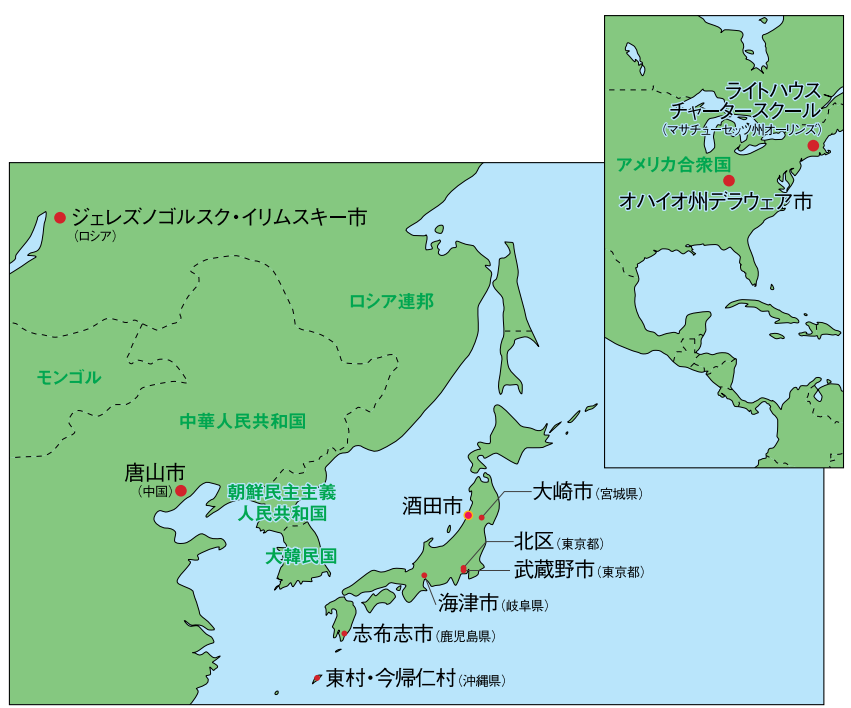 ライトハウス
チャータースクール
（マサチューセッツ州オーリンズ）
アメリカ合衆国
オハイオ州デラウェア市
ジェレズノゴルスク・イリムスキー市
（ロシア）
ロシア連邦
モンゴル
中華人民共和国
唐山市
（中国）
朝鮮民主主義
人民共和国
大韓民国
酒田市
大崎市（宮城県）
北区（東京都）
武蔵野市（東京都）
海津市（岐阜県）
志布志市（鹿児島県）
東村・今帰仁村（沖縄県）